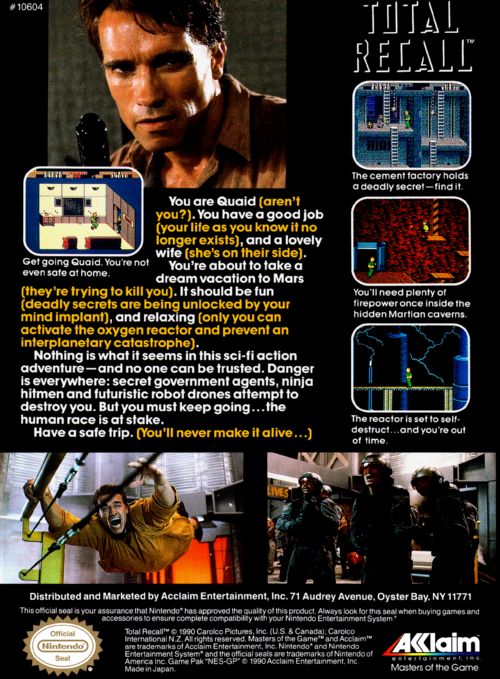 #10604
TOTAL
RECALL™
The cement factory holds
a deadly secret—find it.
Get going Quaid. You're not
even safe at home.
You are Quaid (aren't
you?). You have a good job
(your life as you know it no
longer exists), and a lovely
wife (she's on their side).
You're about to take a
dream vacation to Mars
(they're trying to kill you). It should be fun
(deadly secrets are being unlocked by your
mind implant), and relaxing (only you can
activate the oxygen reactor and prevent an
interplanetary catastrophe).
Nothing is what it seems in this sci-fi action
adventure—and no one can be trusted. Danger
is everywhere: secret government agents, ninja
hitmen and futuristic robot drones attempt to
destroy you. But you must keep going...the
human race is at stake.
Have a safe trip. (You'll never make it alive...)
You'll need plenty of
firepower once inside the
hidden Martian caverns.
The reactor is set to self-
destruct...and you're out
of time.
LIVES
Distributed and Marketed by Acclaim Entertainment, Inc. 71 Audrey Avenue, Oyster Bay, NY 11771
This official seal is your assurance that Nintendo® has approved the quality of this product. Always look for this seal when buying games and
accessories to ensure complete compatibility with your Nintendo Entertainment System.®
Official
Nintendo®
Seal
Total Recall™ © 1990 Carolco Pictures, Inc. (U.S. & Canada); Carolco
International N.Z. All rights reserved. Masters of the Game™ and Acclaim™
are trademarks of Acclaim Entertainment, Inc. Nintendo® and Nintendo
Entertainment System® and the official seals are trademarks of Nintendo of
America Inc. Game Pak "NES-GP" © 1990 Acclaim Entertainment, Inc.
Made in Japan.
AKClaim™
entertainment, inc.
Masters of the Game